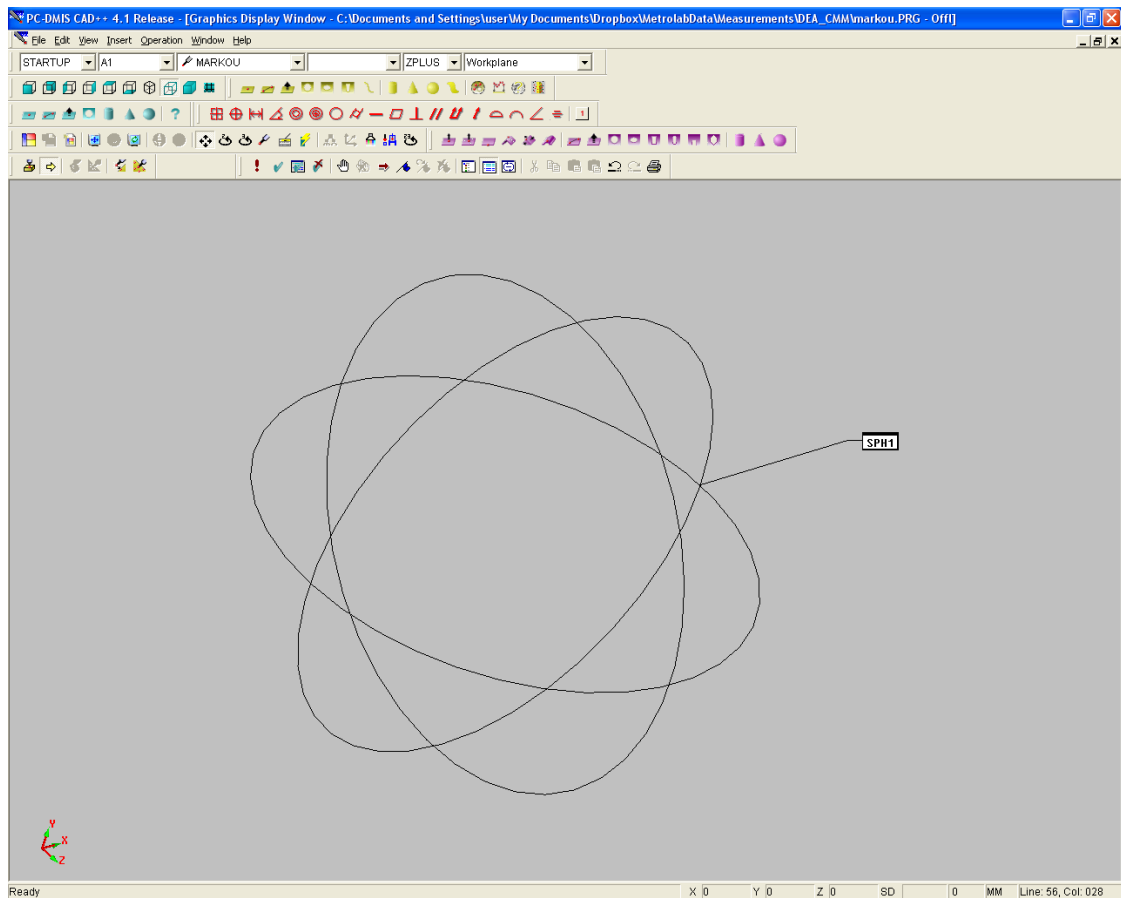 PC-DMIS CAD++ 4.1 Release - [Graphics Display Window - C:\Documents and Settings\user\My Documents\Dropbox\MetrolabData\Measurements\DEA_CMM\markou.PRG - Offl]
File Edit View Insert Operation Window Help
STARTUP A1 MARKOU ZPLUS Workplane
SPH1
Y
X
Z
Ready X 0 Y 0 Z 0 SD 0 MM Line: 56, Col: 028